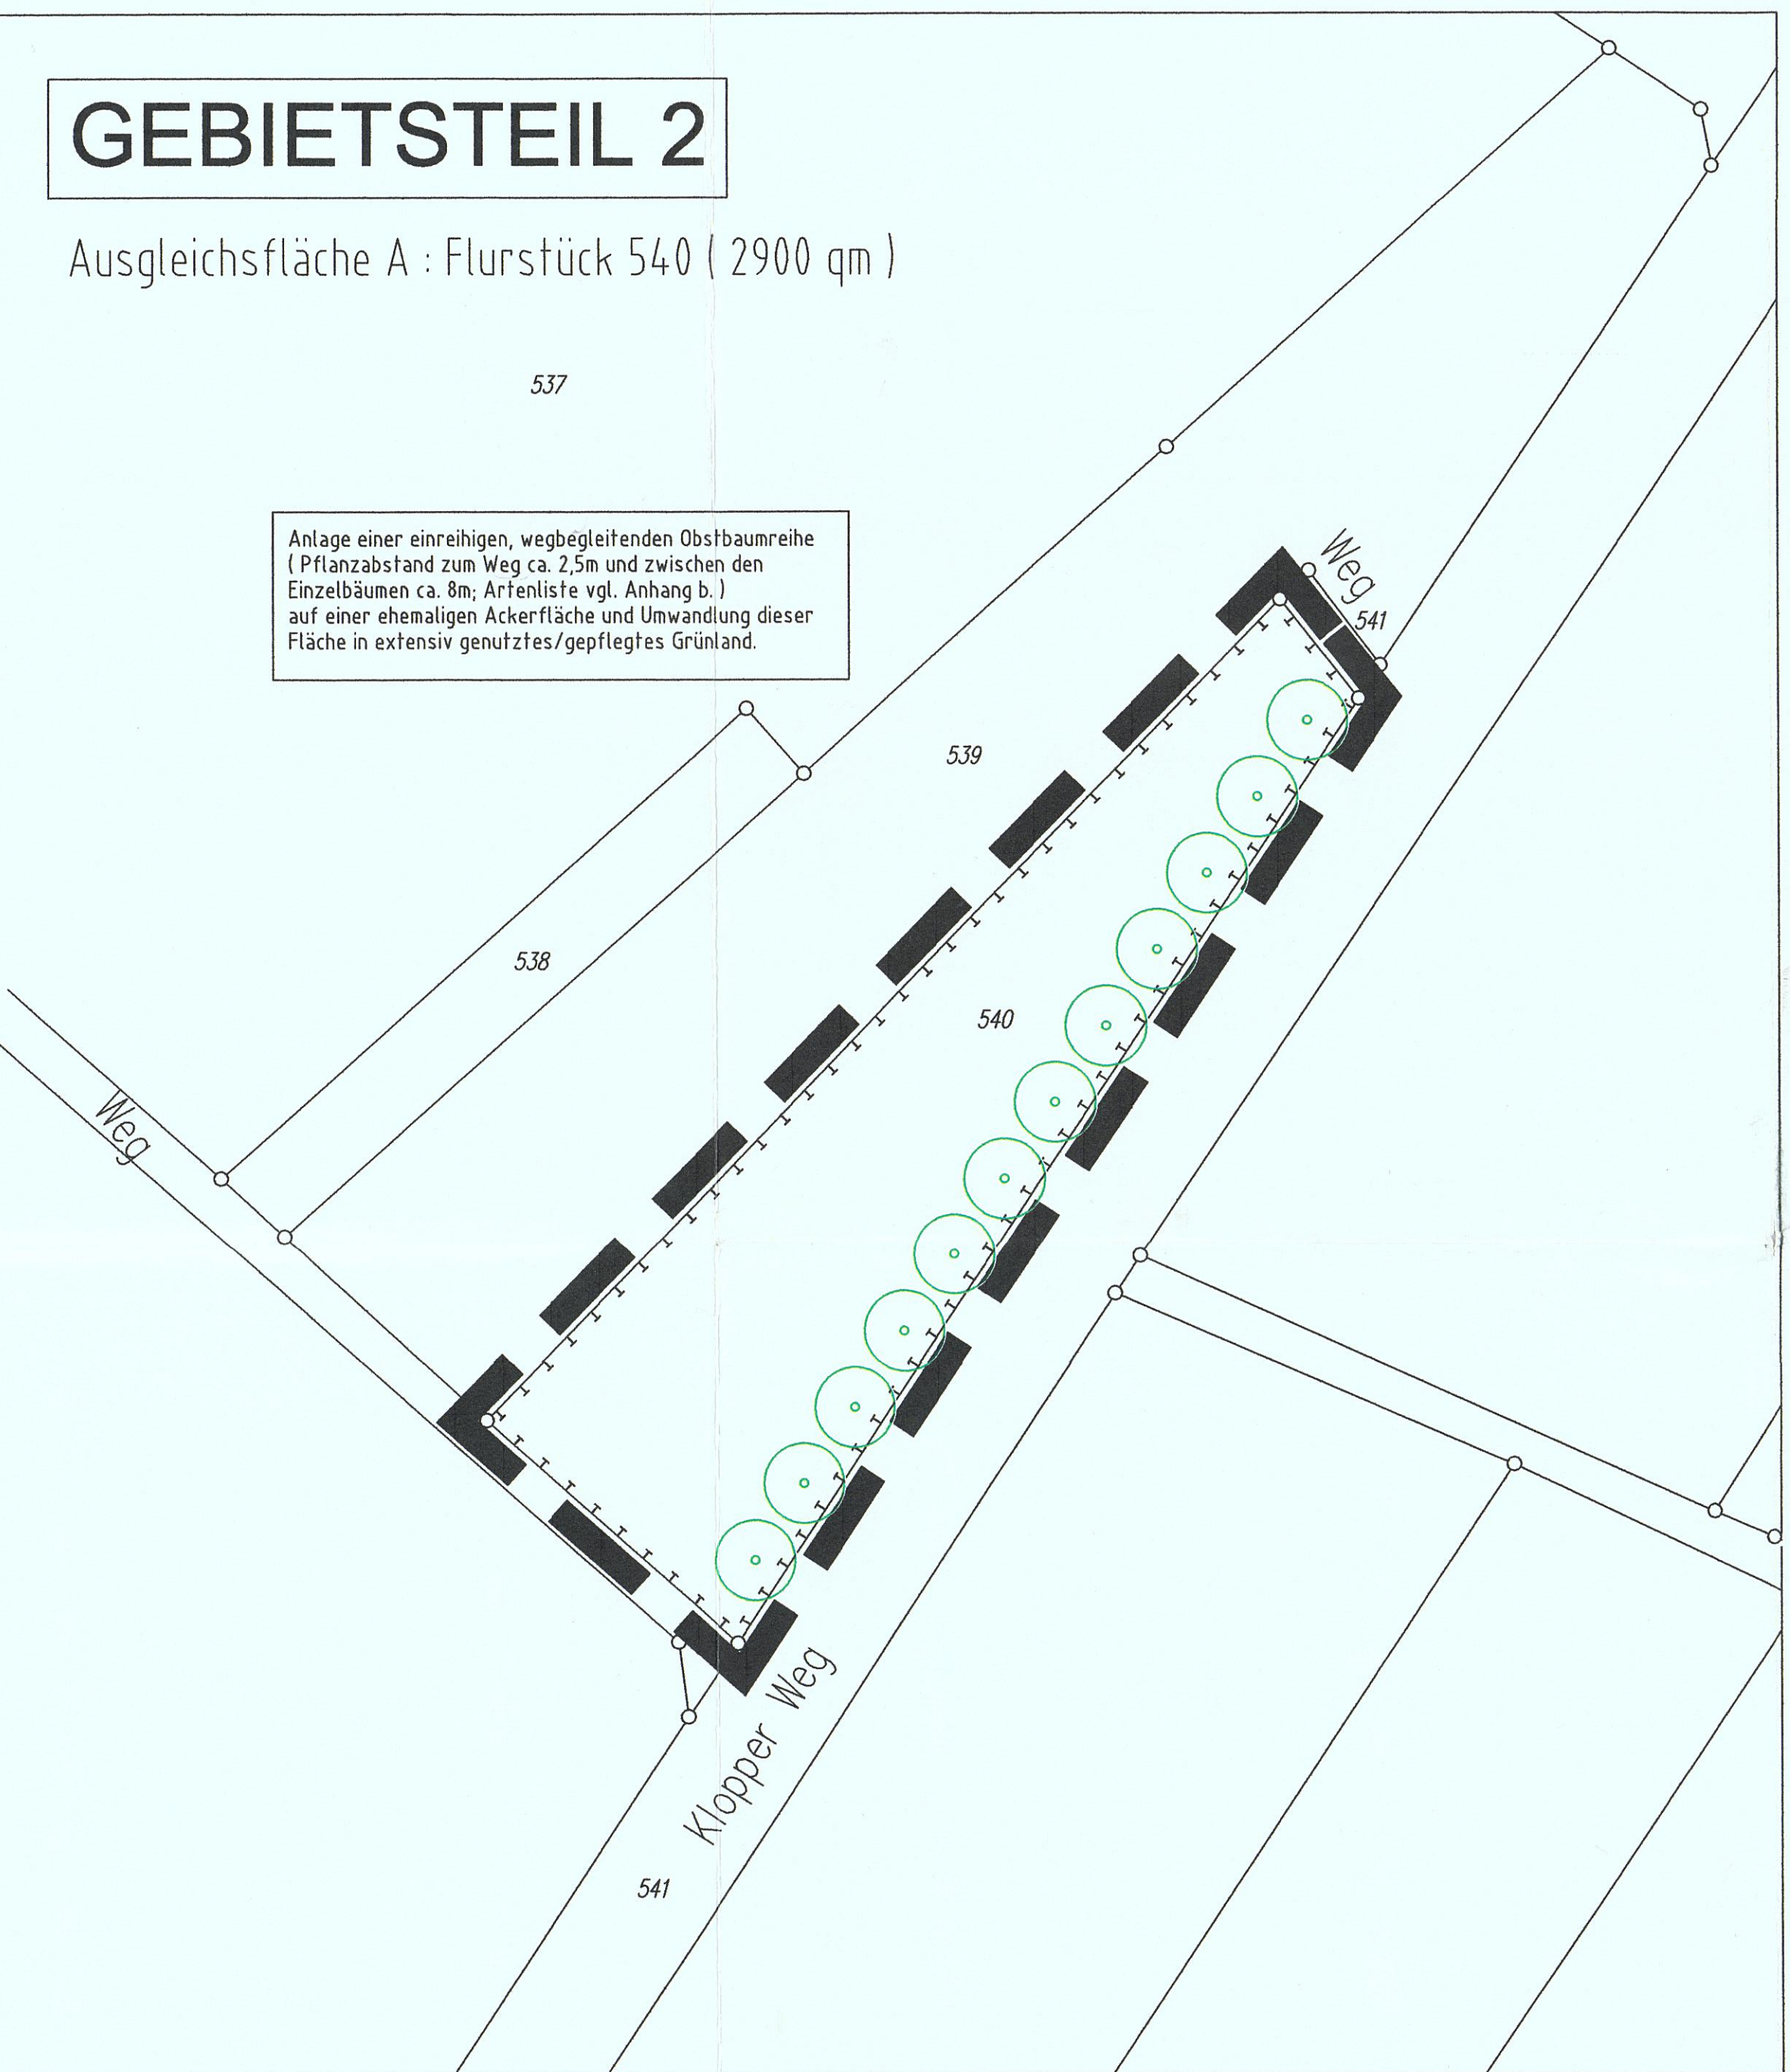 GEBIETSTEIL 2
Ausgleichsfläche A : Flurstück 540 ( 2900 qm )
537
Anlage einer einreihigen, wegbegleitenden Obstbaumreihe
( Pflanzabstand zum Weg ca. 2,5m und zwischen den
Einzelbäumen ca. 8m; Artenliste vgl. Anhang b. )
auf einer ehemaligen Ackerfläche und Umwandlung dieser
Fläche in extensiv genutztes/gepflegtes Grünland.
Weg
541
539
538
540
Weg
Klopper Weg
541